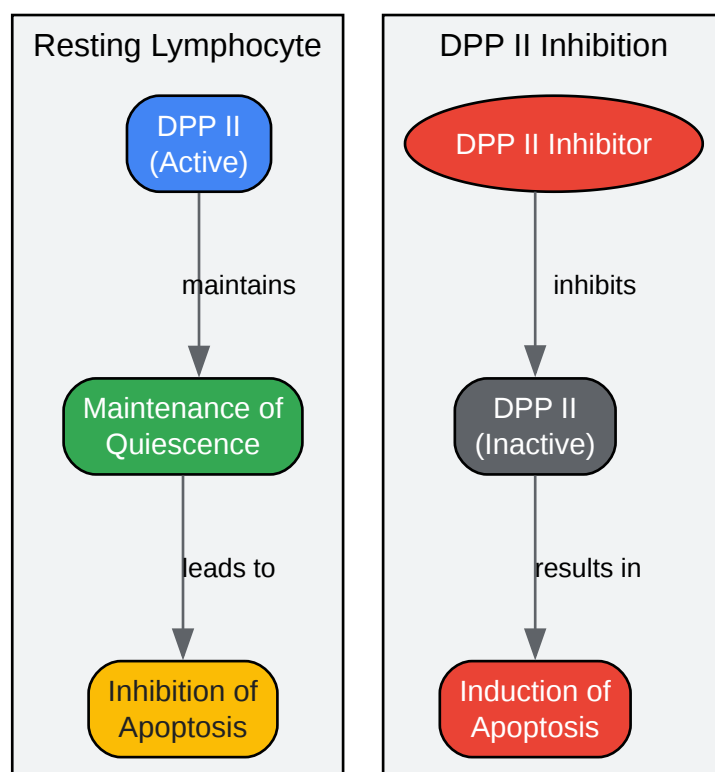 Resting Lymphocyte
DPP II
(Active)
maintains
Maintenance of
Quiescence
leads to
Inhibition of
Apoptosis
DPP II Inhibition
DPP II Inhibitor
inhibits
DPP II
(Inactive)
results in
Induction of
Apoptosis